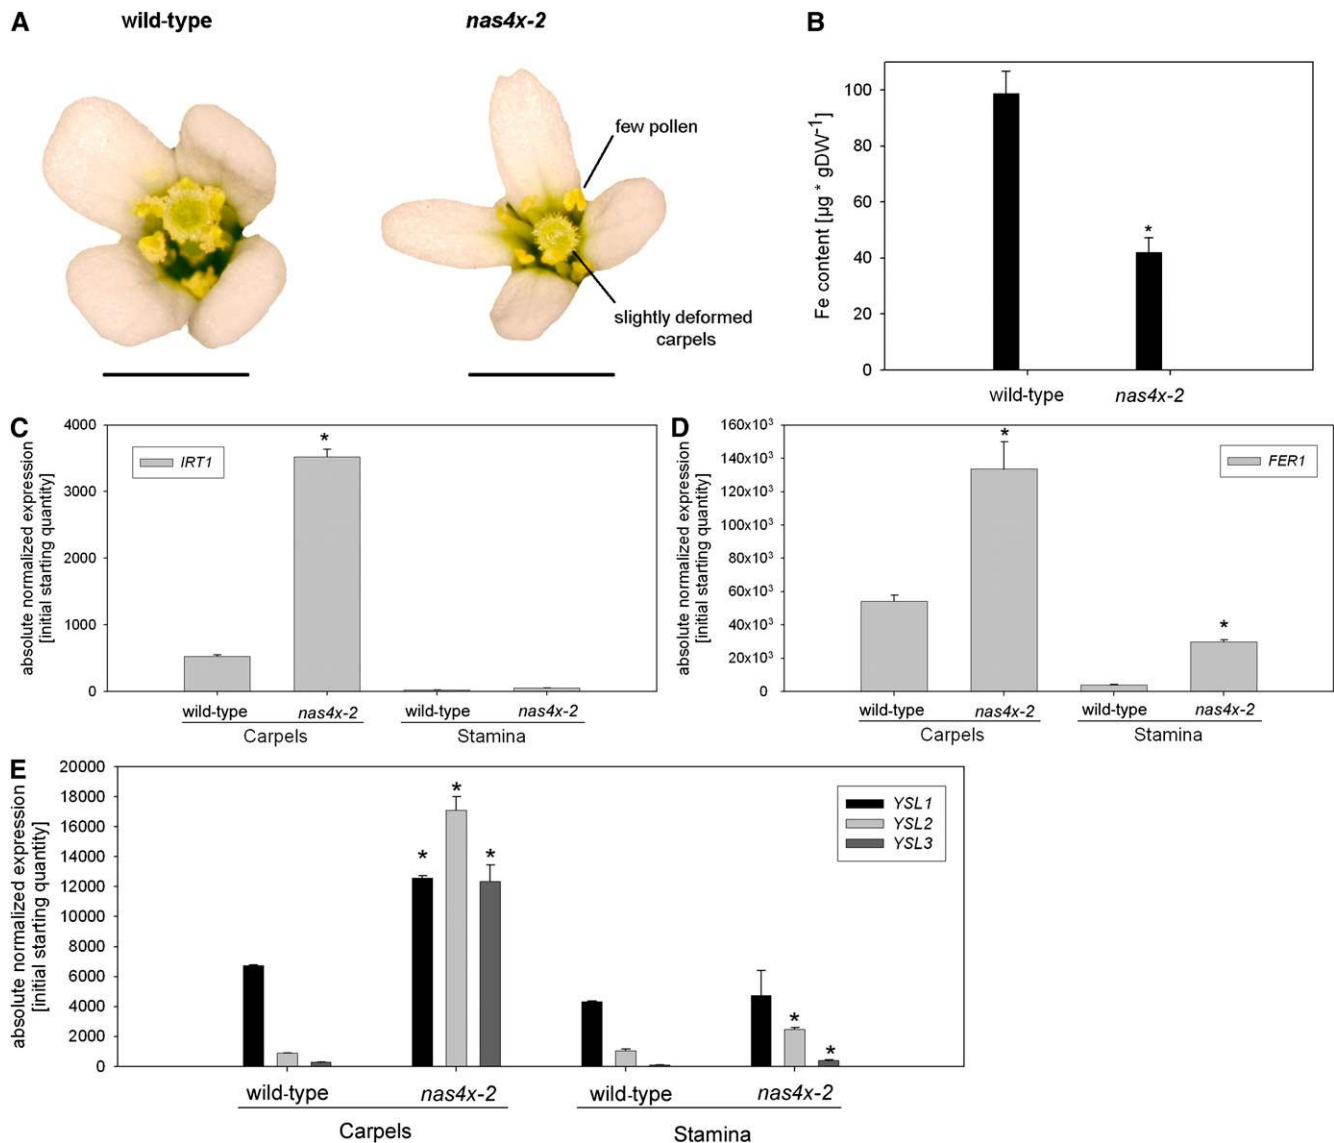 A
wild-type
nas4x-2
few pollen
slightly deformed
carpels
B
Fe content [µg * gDW⁻¹]
100
80
60
40
20
0
*
wild-type
nas4x-2
C
absolute normalized expression
[initial starting quantity]
4000
3000
2000
1000
0
IRT1
*
wild-type
nas4x-2
wild-type
nas4x-2
Carpels
Stamina
D
absolute normalized expression
[initial starting quantity]
160x10³
140x10³
120x10³
100x10³
80x10³
60x10³
40x10³
20x10³
0
*
*
FER1
wild-type
nas4x-2
wild-type
nas4x-2
Carpels
Stamina
E
absolute normalized expression
[initial starting quantity]
20000
18000
16000
14000
12000
10000
8000
6000
4000
2000
0
*
*
*
*
*
YSL1
YSL2
YSL3
wild-type
nas4x-2
wild-type
nas4x-2
Carpels
Stamina